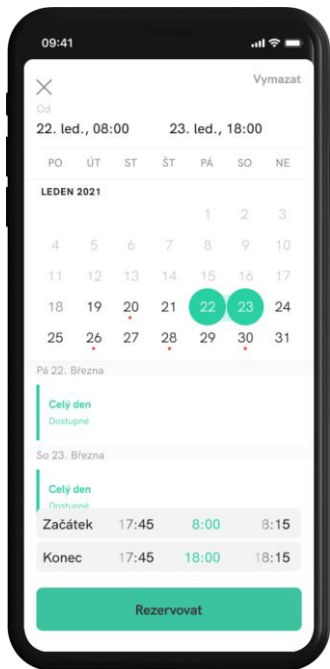 09:41
Vymazat
Od
22. led., 08:00 23. led., 18:00
PO ÚT ST ŠT PÁ SO NE
LEDEN 2021
1 2 3
4 5 6 7 8 9 10
11 12 13 14 15 16 17
18 19 20 21 22 23 24
25 26 27 28 29 30 31
Pá 22. Března
Celý den
Dostupné
So 23. Března
Celý den
Dostupné
Začátek 17:45 8:00 8:15
Konec 17:45 18:00 18:15
Rezervovat